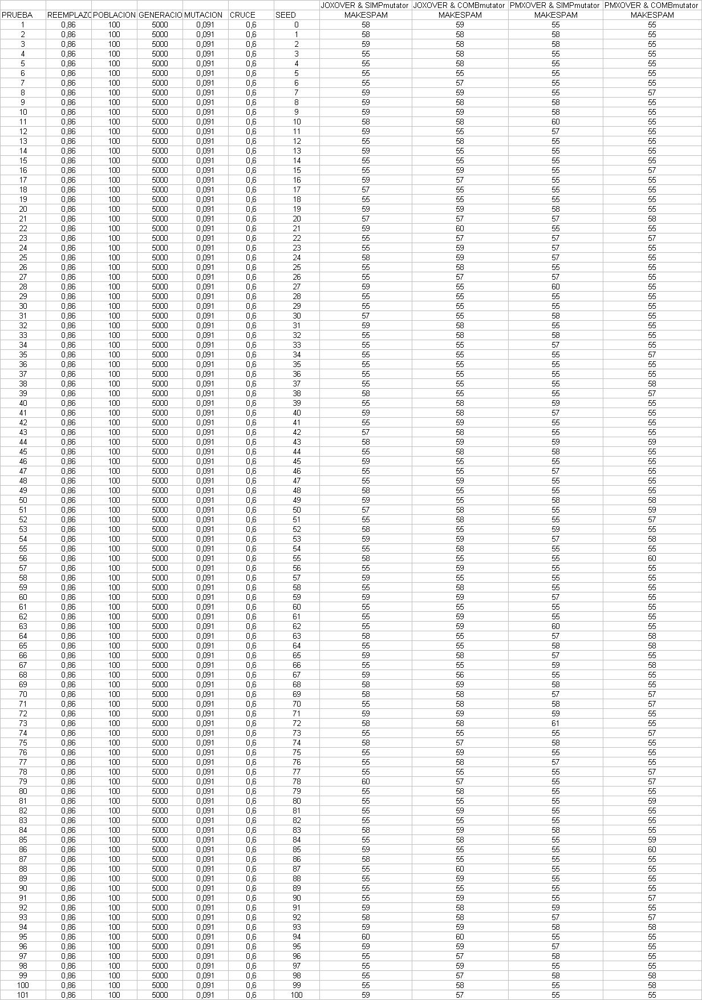 JOXOVER & SIMPmutator JOXOVER & COMBmutator PMXOVER & SIMPmutator PMXOVER & COMBmutator
PRUEBA REEMPLAZO POBLACION GENERACIO MUTACION CRUCE SEED MAKESPAM MAKESPAM MAKESPAM MAKESPAM
1 0,86 100 5000 0,091 0,6 0 58 59 55 55
2 0,86 100 5000 0,091 0,6 1 58 58 58 55
3 0,86 100 5000 0,091 0,6 2 59 58 58 55
4 0,86 100 5000 0,091 0,6 3 55 58 55 55
5 0,86 100 5000 0,091 0,6 4 55 58 55 55
6 0,86 100 5000 0,091 0,6 5 55 55 55 55
7 0,86 100 5000 0,091 0,6 6 55 57 55 55
8 0,86 100 5000 0,091 0,6 7 59 59 55 57
9 0,86 100 5000 0,091 0,6 8 59 58 58 55
10 0,86 100 5000 0,091 0,6 9 59 59 58 55
11 0,86 100 5000 0,091 0,6 10 58 58 60 55
12 0,86 100 5000 0,091 0,6 11 59 55 57 55
13 0,86 100 5000 0,091 0,6 12 55 58 55 55
14 0,86 100 5000 0,091 0,6 13 59 55 55 55
15 0,86 100 5000 0,091 0,6 14 55 55 55 55
16 0,86 100 5000 0,091 0,6 15 55 59 55 57
17 0,86 100 5000 0,091 0,6 16 59 57 55 55
18 0,86 100 5000 0,091 0,6 17 57 55 55 55
19 0,86 100 5000 0,091 0,6 18 55 55 55 55
20 0,86 100 5000 0,091 0,6 19 59 59 58 55
21 0,86 100 5000 0,091 0,6 20 57 57 57 58
22 0,86 100 5000 0,091 0,6 21 59 60 55 55
23 0,86 100 5000 0,091 0,6 22 55 57 57 57
24 0,86 100 5000 0,091 0,6 23 55 59 57 55
25 0,86 100 5000 0,091 0,6 24 58 59 57 55
26 0,86 100 5000 0,091 0,6 25 55 58 55 55
27 0,86 100 5000 0,091 0,6 26 55 57 57 55
28 0,86 100 5000 0,091 0,6 27 59 55 60 55
29 0,86 100 5000 0,091 0,6 28 55 55 55 55
30 0,86 100 5000 0,091 0,6 29 55 55 55 55
31 0,86 100 5000 0,091 0,6 30 57 55 58 55
32 0,86 100 5000 0,091 0,6 31 59 58 55 55
33 0,86 100 5000 0,091 0,6 32 55 58 58 55
34 0,86 100 5000 0,091 0,6 33 55 55 57 55
35 0,86 100 5000 0,091 0,6 34 55 55 55 57
36 0,86 100 5000 0,091 0,6 35 55 55 55 55
37 0,86 100 5000 0,091 0,6 36 55 55 55 55
38 0,86 100 5000 0,091 0,6 37 55 55 55 58
39 0,86 100 5000 0,091 0,6 38 58 55 55 57
40 0,86 100 5000 0,091 0,6 39 55 58 59 55
41 0,86 100 5000 0,091 0,6 40 59 58 57 55
42 0,86 100 5000 0,091 0,6 41 55 59 55 55
43 0,86 100 5000 0,091 0,6 42 57 58 55 55
44 0,86 100 5000 0,091 0,6 43 58 59 59 59
45 0,86 100 5000 0,091 0,6 44 55 58 58 55
46 0,86 100 5000 0,091 0,6 45 59 55 55 55
47 0,86 100 5000 0,091 0,6 46 55 55 57 55
48 0,86 100 5000 0,091 0,6 47 55 59 55 55
49 0,86 100 5000 0,091 0,6 48 58 55 55 55
50 0,86 100 5000 0,091 0,6 49 59 55 58 58
51 0,86 100 5000 0,091 0,6 50 57 58 55 59
52 0,86 100 5000 0,091 0,6 51 55 58 55 57
53 0,86 100 5000 0,091 0,6 52 58 55 59 55
54 0,86 100 5000 0,091 0,6 53 59 59 57 58
55 0,86 100 5000 0,091 0,6 54 55 58 55 55
56 0,86 100 5000 0,091 0,6 55 58 55 55 60
57 0,86 100 5000 0,091 0,6 56 55 59 55 55
58 0,86 100 5000 0,091 0,6 57 59 55 55 55
59 0,86 100 5000 0,091 0,6 58 55 58 55 55
60 0,86 100 5000 0,091 0,6 59 59 59 57 55
61 0,86 100 5000 0,091 0,6 60 55 55 55 55
62 0,86 100 5000 0,091 0,6 61 55 59 55 55
63 0,86 100 5000 0,091 0,6 62 55 59 60 55
64 0,86 100 5000 0,091 0,6 63 58 55 57 58
65 0,86 100 5000 0,091 0,6 64 55 55 58 58
66 0,86 100 5000 0,091 0,6 65 59 58 57 55
67 0,86 100 5000 0,091 0,6 66 55 55 59 58
68 0,86 100 5000 0,091 0,6 67 59 56 55 55
69 0,86 100 5000 0,091 0,6 68 58 59 58 55
70 0,86 100 5000 0,091 0,6 69 58 58 57 57
71 0,86 100 5000 0,091 0,6 70 55 58 58 57
72 0,86 100 5000 0,091 0,6 71 59 59 59 55
73 0,86 100 5000 0,091 0,6 72 58 58 61 55
74 0,86 100 5000 0,091 0,6 73 55 55 55 57
75 0,86 100 5000 0,091 0,6 74 58 57 58 55
76 0,86 100 5000 0,091 0,6 75 55 59 55 55
77 0,86 100 5000 0,091 0,6 76 55 58 57 55
78 0,86 100 5000 0,091 0,6 77 55 55 55 57
79 0,86 100 5000 0,091 0,6 78 60 57 55 57
80 0,86 100 5000 0,091 0,6 79 55 58 55 55
81 0,86 100 5000 0,091 0,6 80 55 55 55 59
82 0,86 100 5000 0,091 0,6 81 55 59 55 55
83 0,86 100 5000 0,091 0,6 82 55 55 55 55
84 0,86 100 5000 0,091 0,6 83 58 59 58 55
85 0,86 100 5000 0,091 0,6 84 55 58 55 59
86 0,86 100 5000 0,091 0,6 85 59 55 55 60
87 0,86 100 5000 0,091 0,6 86 58 55 55 55
88 0,86 100 5000 0,091 0,6 87 55 60 55 55
89 0,86 100 5000 0,091 0,6 88 55 59 55 55
90 0,86 100 5000 0,091 0,6 89 55 55 55 55
91 0,86 100 5000 0,091 0,6 90 55 59 55 57
92 0,86 100 5000 0,091 0,6 91 59 58 59 55
93 0,86 100 5000 0,091 0,6 92 58 58 57 57
94 0,86 100 5000 0,091 0,6 93 59 59 58 58
95 0,86 100 5000 0,091 0,6 94 60 60 55 55
96 0,86 100 5000 0,091 0,6 95 59 59 57 55
97 0,86 100 5000 0,091 0,6 96 55 57 58 55
98 0,86 100 5000 0,091 0,6 97 55 59 55 55
99 0,86 100 5000 0,091 0,6 98 55 57 58 58
100 0,86 100 5000 0,091 0,6 99 55 58 55 58
101 0,86 100 5000 0,091 0,6 100 59 57 55 55